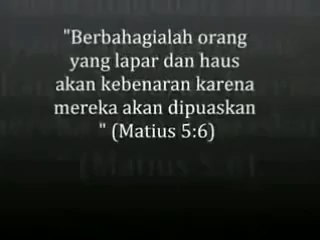 "Berbahagialah orang
yang lapar dan haus
akan kebenaran karena
mereka akan dipuaskan
" (Matius 5:6)